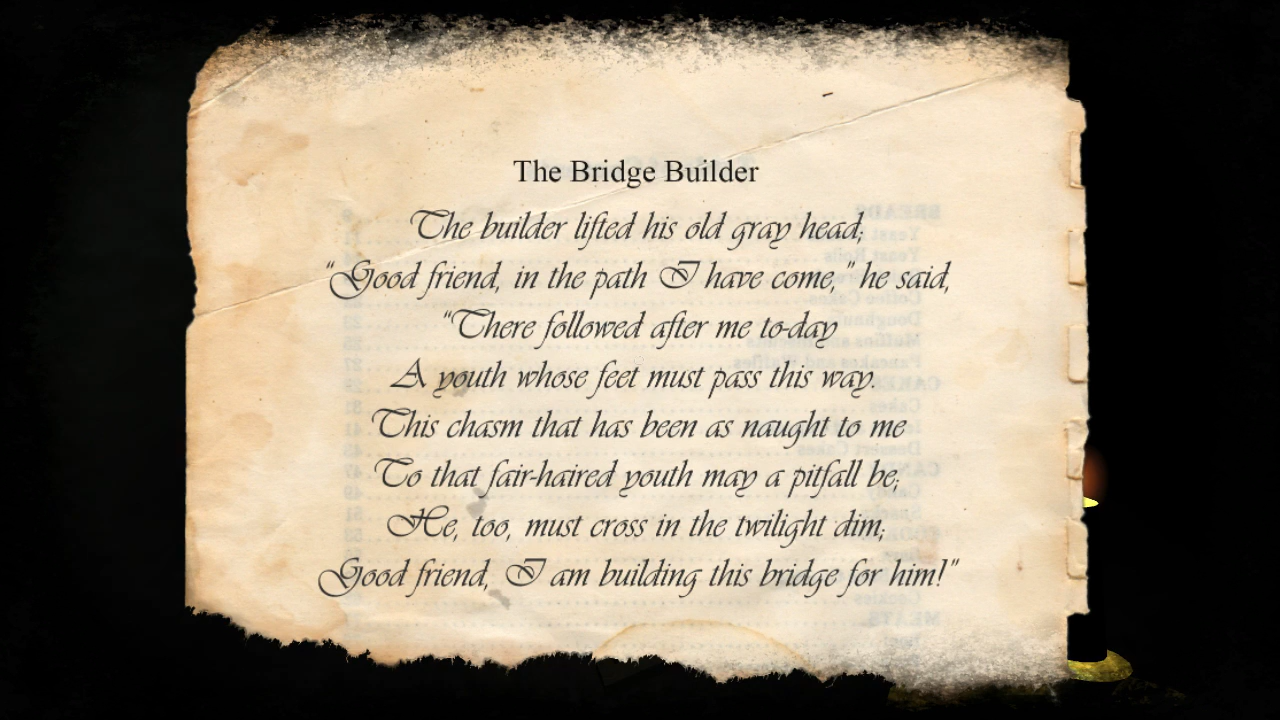 The Bridge Builder
The builder lifted his old gray head;
“Good friend, in the path I have come,” he said,
“There followed after me to-day
A youth whose feet must pass this way.
This chasm that has been as naught to me
To that fair-haired youth may a pitfall be;
He, too, must cross in the twilight dim;
Good friend, I am building this bridge for him!”